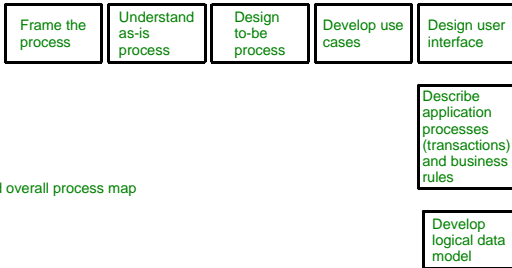 Frame the
process
Understand
as-is
process
Design
to-be
process
Develop use
cases
Design user
interface
Describe
application
processes
(transactions)
and business
rules
overall process map
Develop
logical data
model